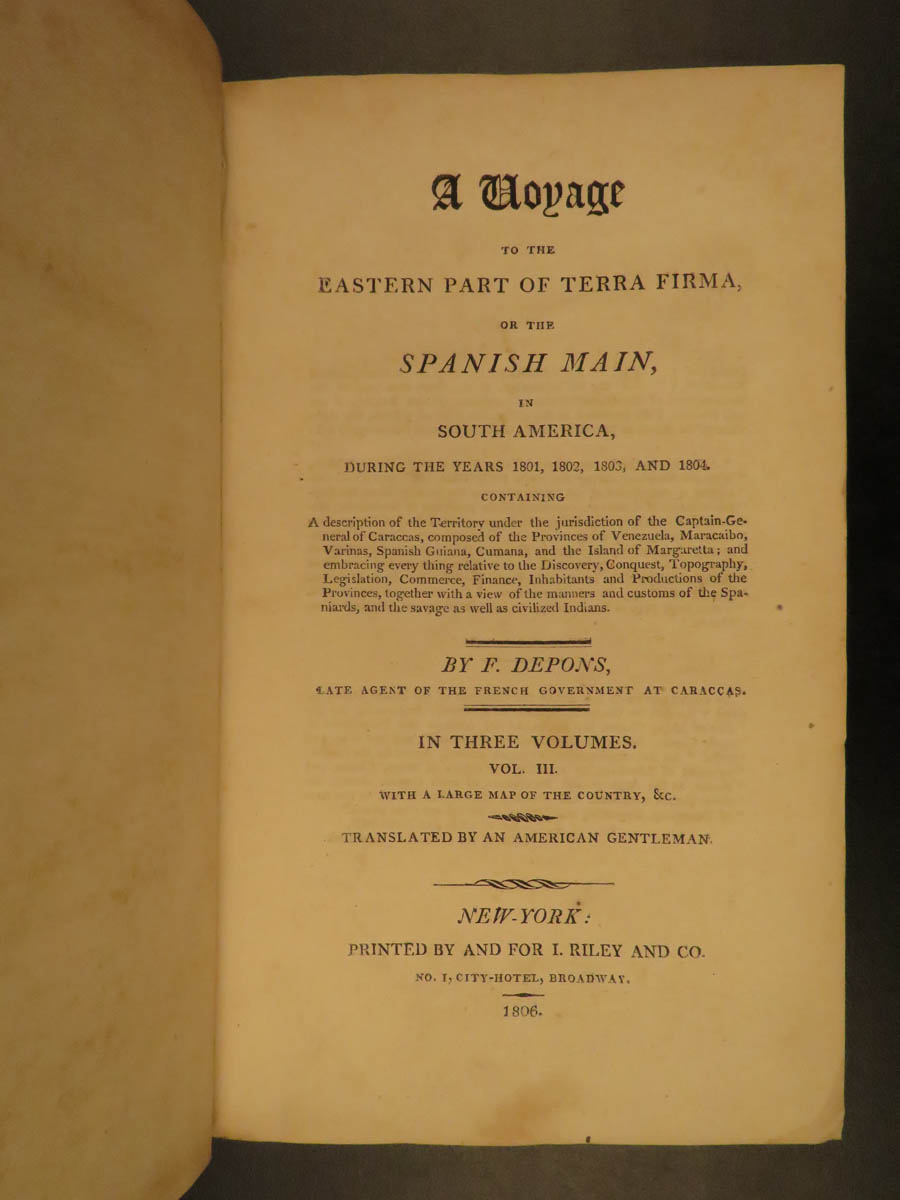 A Voyage
TO THE
EASTERN PART OF TERRA FIRMA,
OR THE
SPANISH MAIN,
IN
SOUTH AMERICA,
DURING THE YEARS 1801, 1802, 1803, AND 1804.
CONTAINING
A description of the Territory under the jurisdiction of the Captain-Ge-
neral of Caraccas, composed of the Provinces of Venezuela, Maracaibo,
Varinas, Spanish Guiana, Cumana, and the Island of Margaretta; and
embracing every thing relative to the Discovery, Conquest, Topography,
Legislation, Commerce, Finance, Inhabitants and Productions of the
Provinces, together with a view of the manners and customs of the Spa-
niards, and the savage as well as civilized Indians.
BY F. DEPONS,
LATE AGENT OF THE FRENCH GOVERNMENT AT CARACCAS.
IN THREE VOLUMES.
VOL. III.
WITH A LARGE MAP OF THE COUNTRY, &c.
TRANSLATED BY AN AMERICAN GENTLEMAN.
NEW-YORK:
PRINTED BY AND FOR I. RILEY AND CO.
NO. 1, CITY-HOTEL, BROADWAY.
1806.